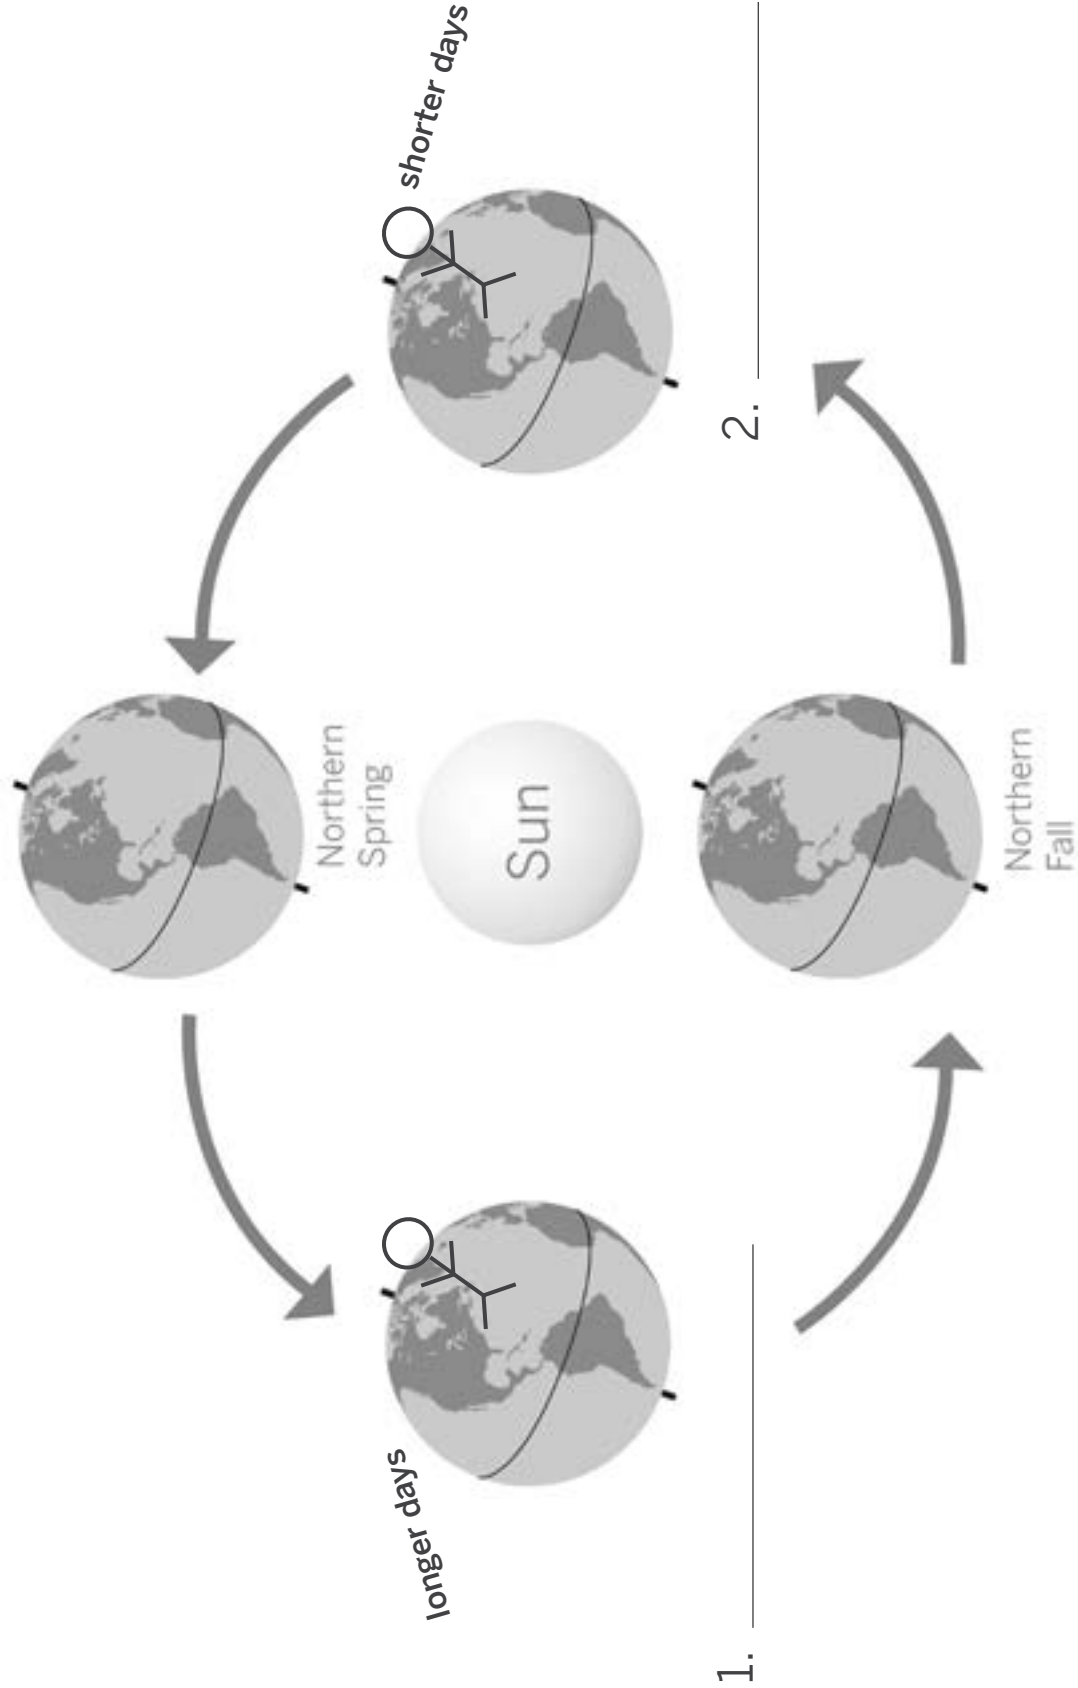 longer days
shorter days
Northern
Spring
Sun
1.
2.
Northern
Fall